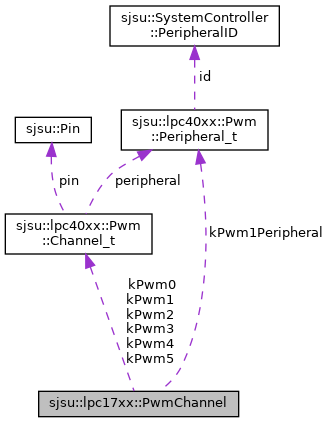 sjsu::SystemController
::PeripheralID
id
sjsu::Pin
sjsu::lpc40xx::Pwm
::Peripheral_t
pin
peripheral
sjsu::lpc40xx::Pwm
::Channel_t
kPwm1Peripheral
kPwm0
kPwm1
kPwm2
kPwm3
kPwm4
kPwm5
sjsu::lpc17xx::PwmChannel